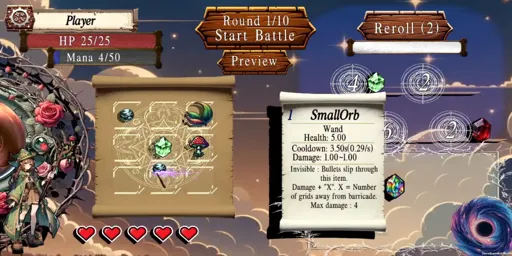 Player
HP 25/25
Mana 4/50
Round 1/10
Start Battle
Preview
Reroll (2)
4
2
1
SmallOrb
Wand
Health: 5.00
Cooldown: 3.50s(0.29/s)
Damage: 1.00~1.00
Invisible : Bullets slip through
this item.
Damage + "X". X = Number
of grids away from barricade.
Max damage : 4
2